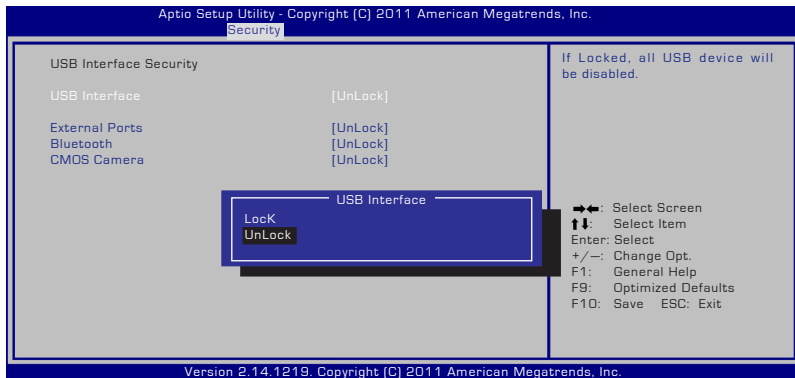 Aptio Setup Utility - Copyright (C) 2011 American Megatrends, Inc.
Security
USB Interface Security
USB Interface [UnLock]
External Ports [UnLock]
Bluetooth [UnLock]
CMOS Camera [UnLock]
USB Interface
LocK
UnLock
If Locked, all USB device will
be disabled.
→←: Select Screen
↑↓: Select Item
Enter: Select
+/—: Change Opt.
F1: General Help
F9: Optimized Defaults
F10: Save ESC: Exit
Version 2.14.1219. Copyright (C) 2011 American Megatrends, Inc.